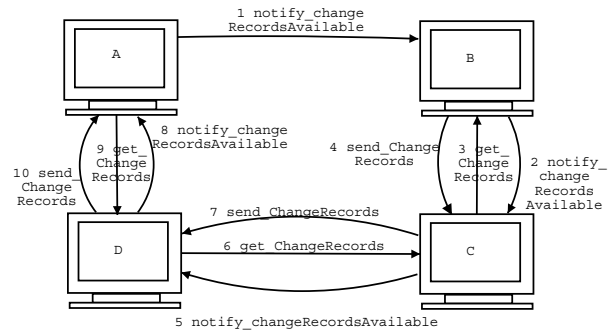 1 notify_change
RecordsAvailable
A
B
8 notify_change
RecordsAvailable
9 get_
Change
Records
10 send_
Change
Records
4 send_Change
Records
3 get_
Change
Records
2 notify_
change
Records
Available
7 send_ChangeRecords
D
6 get_ChangeRecords
C
5 notify_changeRecordsAvailable